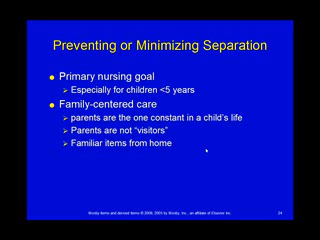 Preventing or Minimizing Separation
Primary nursing goal
Especially for children <5 years
Family-centered care
parents are the one constant in a child's life
Parents are not “visitors”
Familiar items from home
Mosby items and derived items © 2009, 2005 by Mosby, Inc., an affiliate of Elsevier Inc.
24